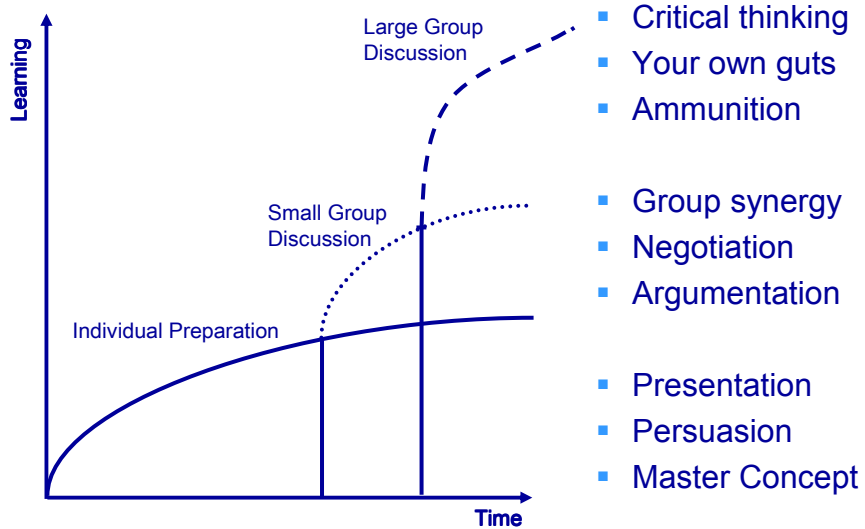 Learning
Large Group
Discussion
Small Group
Discussion
Individual Preparation
Time
Critical thinking
Your own guts
Ammunition
Group synergy
Negotiation
Argumentation
Presentation
Persuasion
Master Concept